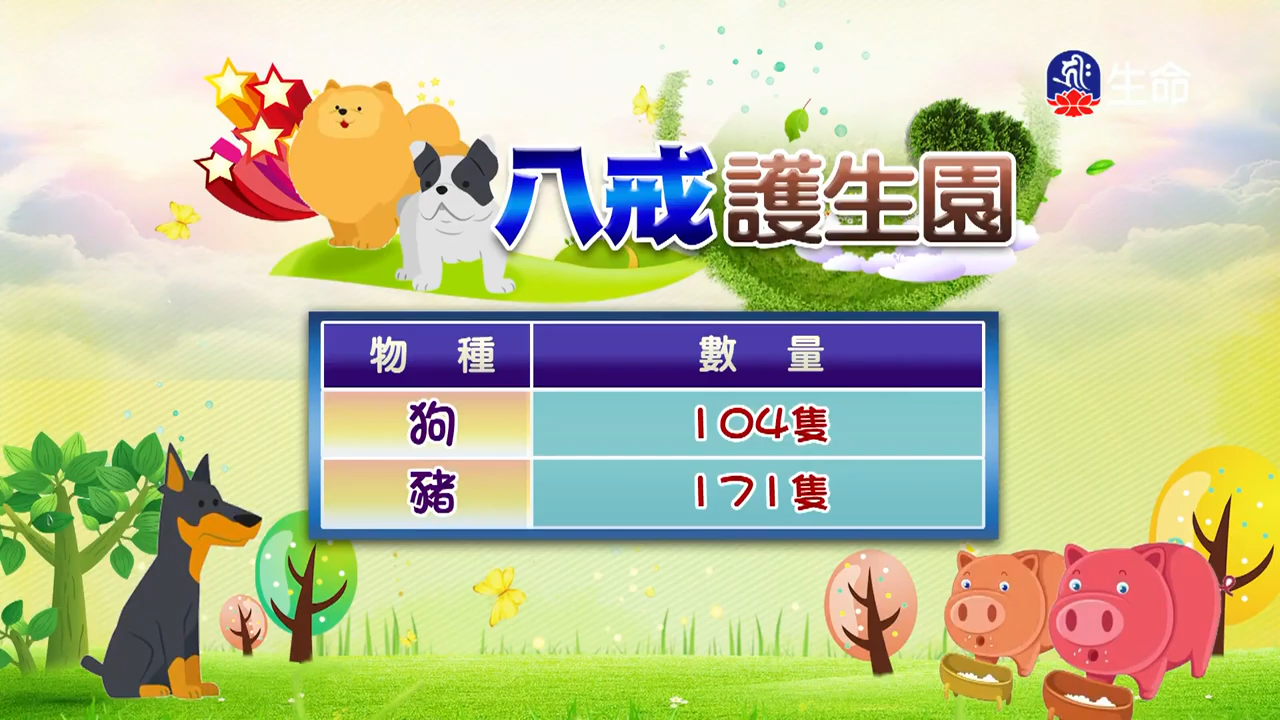 生命
八戒護生園
物種 數量
狗 104隻
豬 171隻